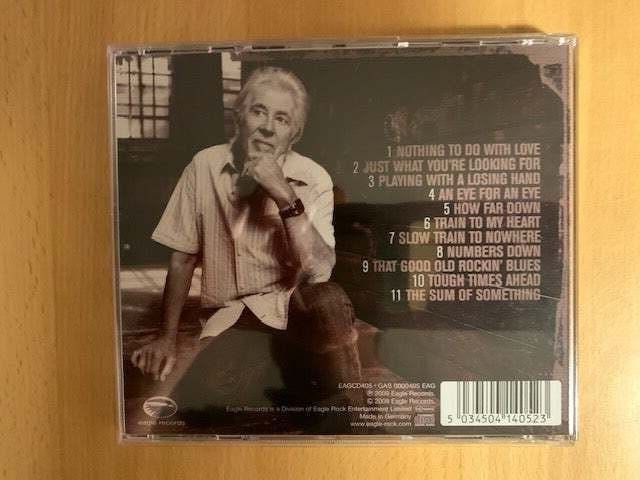 1 NOTHING TO DO WITH LOVE
2 JUST WHAT YOU'RE LOOKING FOR
3 PLAYING WITH A LOSING HAND
4 AN EYE FOR AN EYE
5 HOW FAR DOWN
6 TRAIN TO MY HEART
7 SLOW TRAIN TO NOWHERE
8 NUMBERS DOWN
9 THAT GOOD OLD ROCKIN' BLUES
10 TOUGH TIMES AHEAD
11 THE SUM OF SOMETHING
EAGCD405 • GAS 0000405 EAG
℗ 2009 Eagle Records.
© 2009 Eagle Records.
Eagle Records is a Division of Eagle Rock Entertainment Limited
Made in Germany
www.eagle-rock.com
eagle records
5 034504 140523